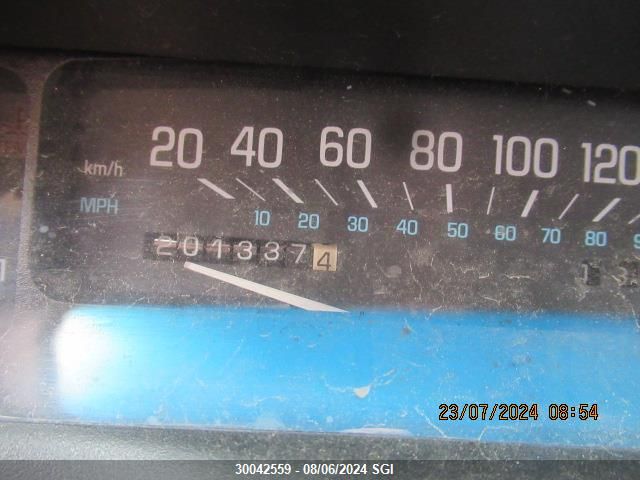 km/h 20 40 60 80 100 120
MPH 10 20 30 40 50 60 70 80
2013374
23/07/2024 08:54
30042559 - 08/06/2024 SGI